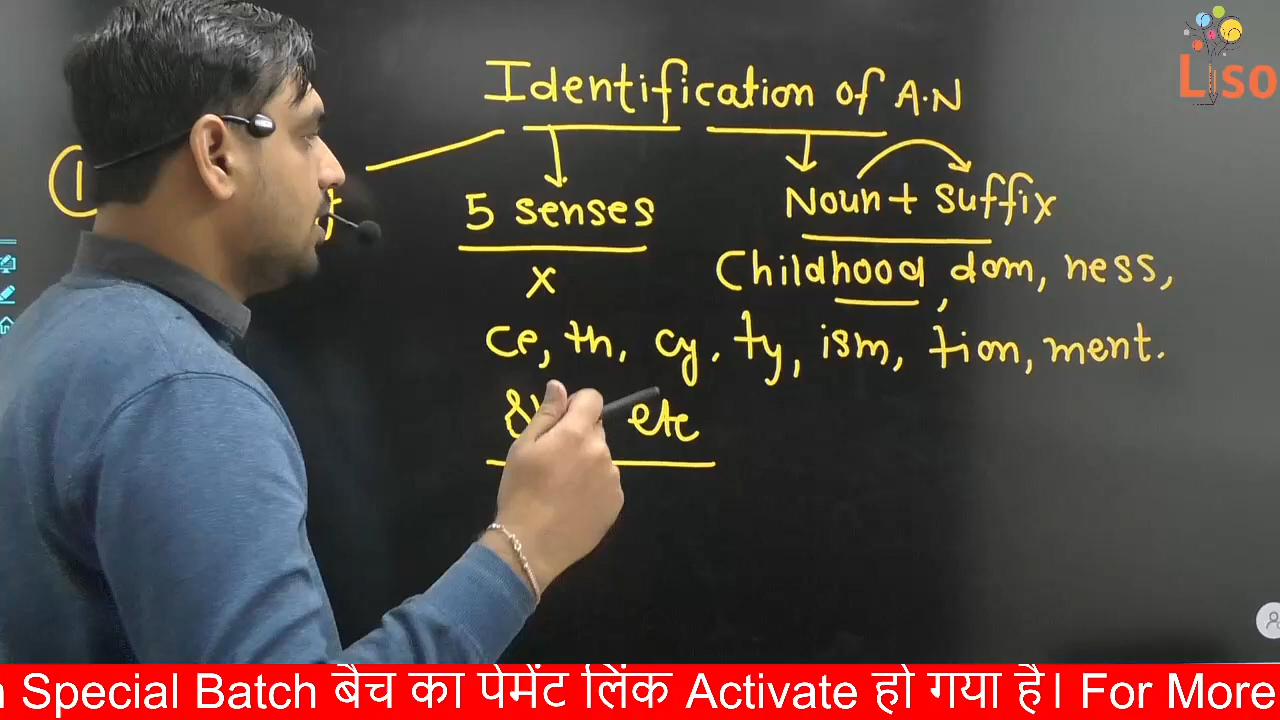 Identification of A.N
Liso
1
5 senses
Noun + Suffix
x
Childhood, dom, ness,
ce, th, cy, ty, ism, tion, ment.
etc
Special Batch बैच का पेमेंट लिंक Activate हो गया है। For More